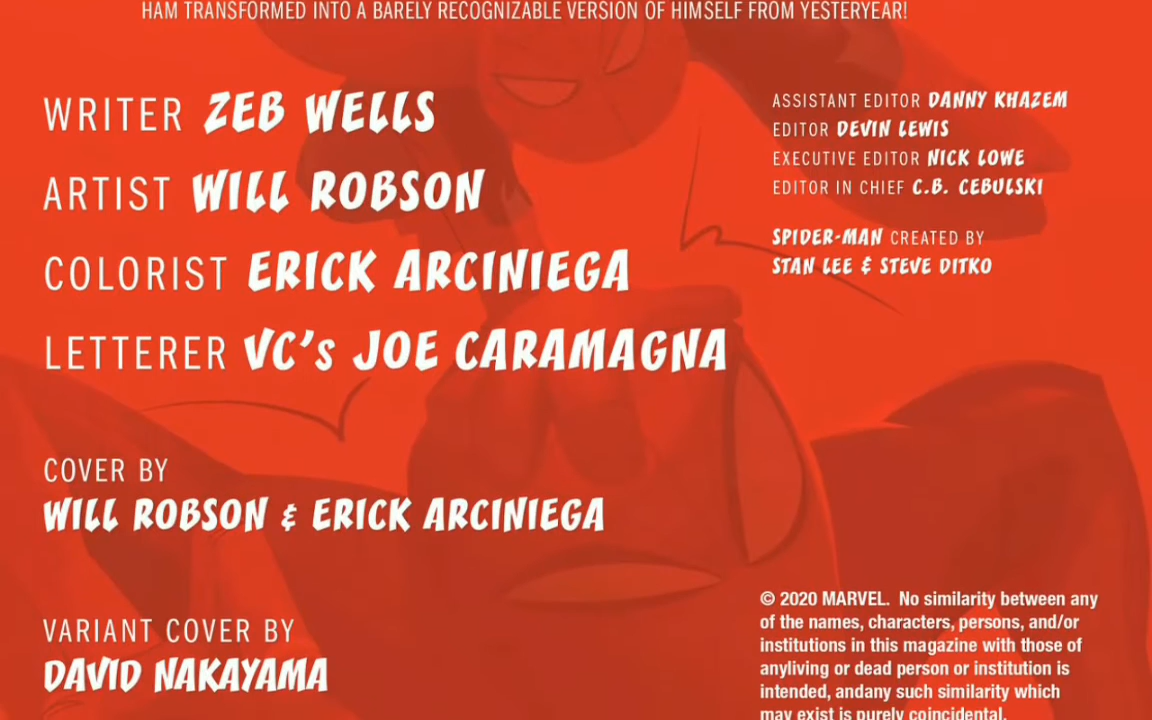 HAM TRANSFORMED INTO A BARELY RECOGNIZABLE VERSION OF HIMSELF FROM YESTERYEAR!
WRITER ZEB WELLS
ARTIST WILL ROBSON
COLORIST ERICK ARCINIEGA
LETTERER VC's JOE CARAMAGNA
COVER BY
WILL ROBSON & ERICK ARCINIEGA
VARIANT COVER BY
DAVID NAKAYAMA
ASSISTANT EDITOR DANNY KHAZEM
EDITOR DEVIN LEWIS
EXECUTIVE EDITOR NICK LOWE
EDITOR IN CHIEF C.B. CEBULSKI
SPIDER-MAN CREATED BY
STAN LEE & STEVE DITKO
© 2020 MARVEL. No similarity between any
of the names, characters, persons, and/or
institutions in this magazine with those of
anyliving or dead person or institution is
intended, andany such similarity which
may exist is purely coincidental.